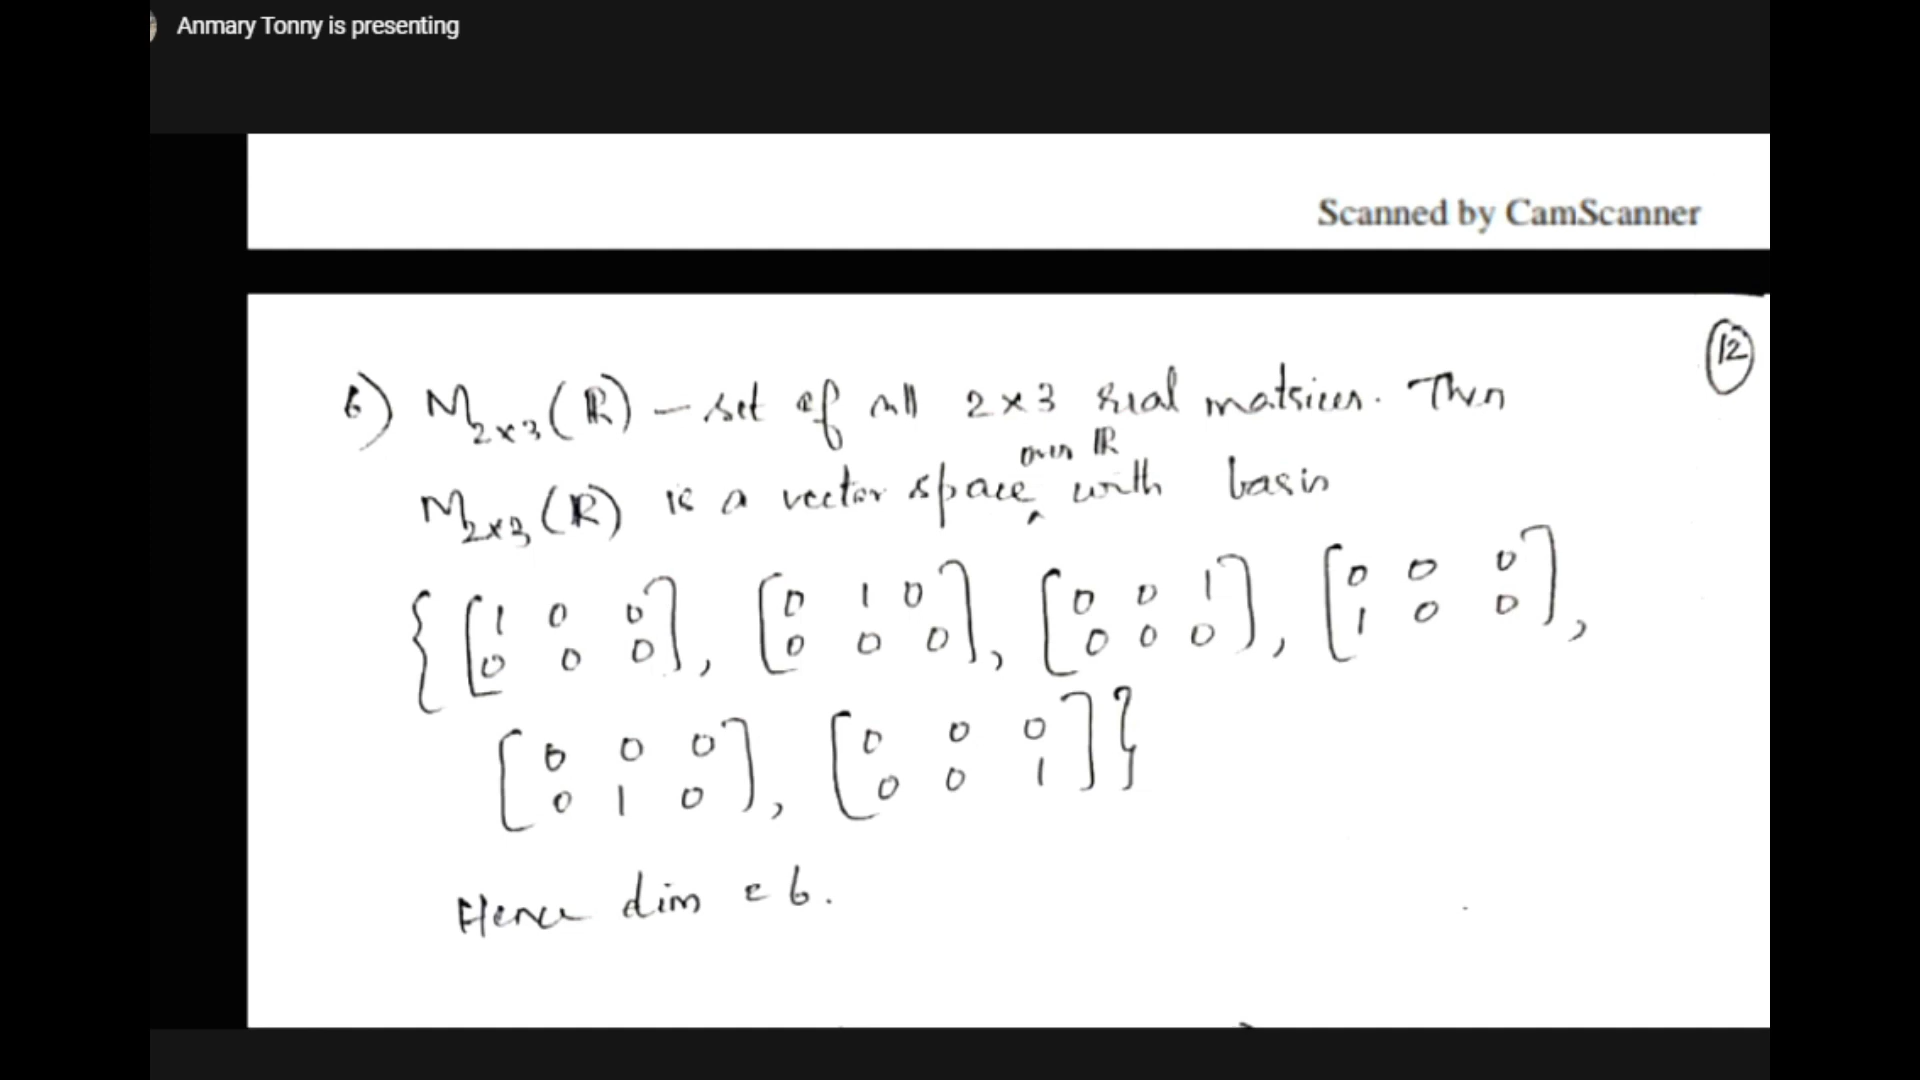 Anmary Tonny is presenting
Scanned by CamScanner
12
6) M2×3(ℝ) – set of all 2×3 real matrices. Then
over ℝ
M2×3(ℝ) is a vector space ^ with basis
{[1 0 0], [0 1 0], [0 0 1], [0 0 0],
0 0 0 0 0 0 0 0 0 1 0 0
[0 0 0], [0 0 0]}
0 1 0 0 0 1
Hence dim = 6.